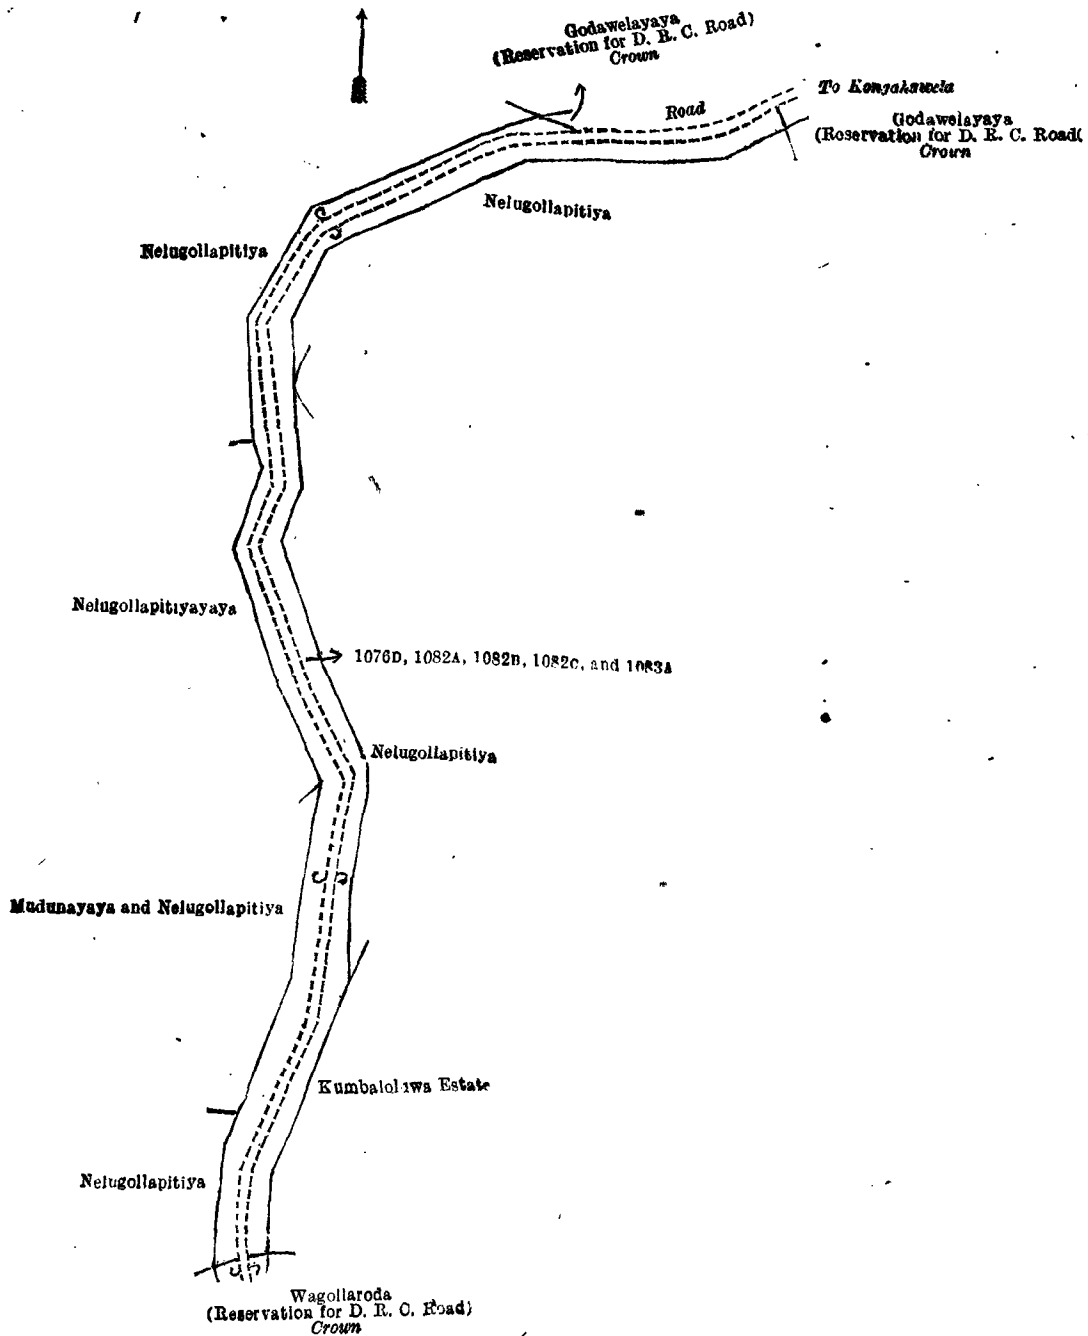 Godawelayaya
(Reservation for D. R. C. Road)
Crown
To Kongahawela
Road
Godawelayaya
(Reservation for D. R. C. Road(
Crown
Nelugollapitiya
Nelugollapitiya
Nelugollapitiyayaya
1076D, 1082A, 1082B, 1082C, and 1083A
Nelugollapitiya
Mudunayaya and Nelugollapitiya
Estate
Nelugollapitiya
Wagollaroda
(Reservation for D. R. C. Road)
Crown